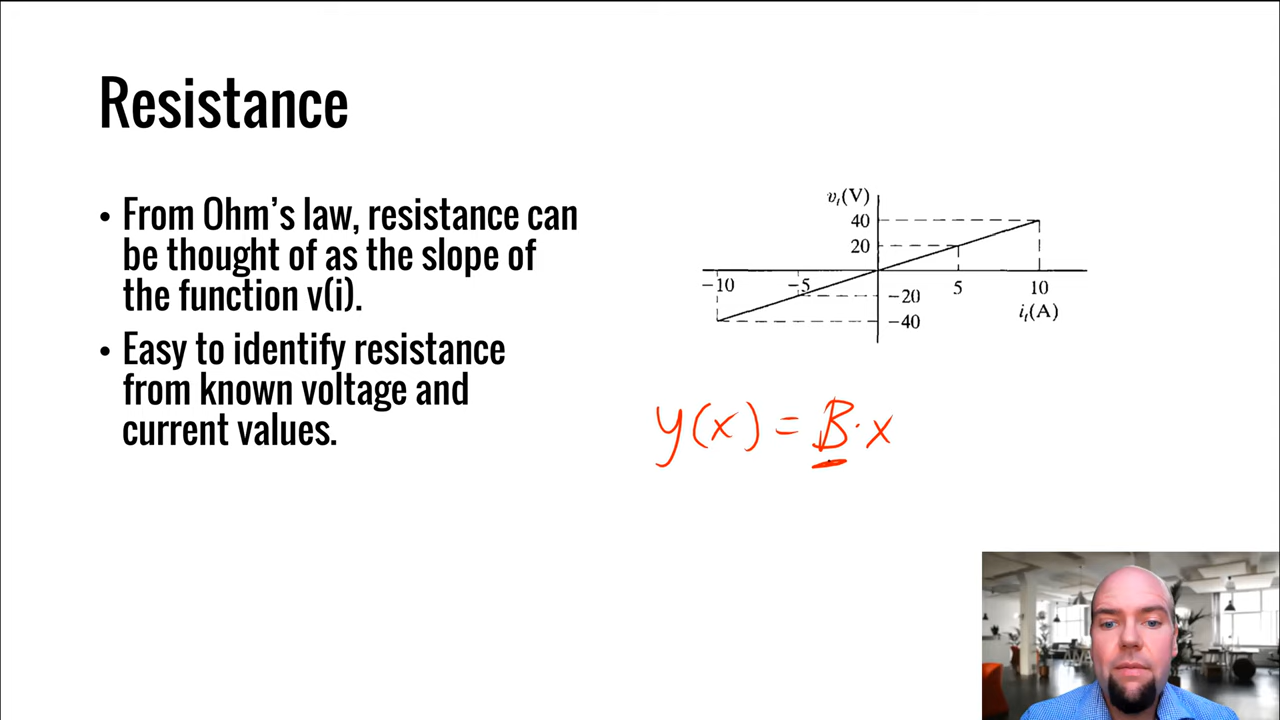 Resistance
• From Ohm's law, resistance can
be thought of as the slope of
the function v(i).
• Easy to identify resistance
from known voltage and
current values.
vₜ(V)
40
20
−10 −5 5 10
−20
iₜ(A)
−40
y(x) = B·x